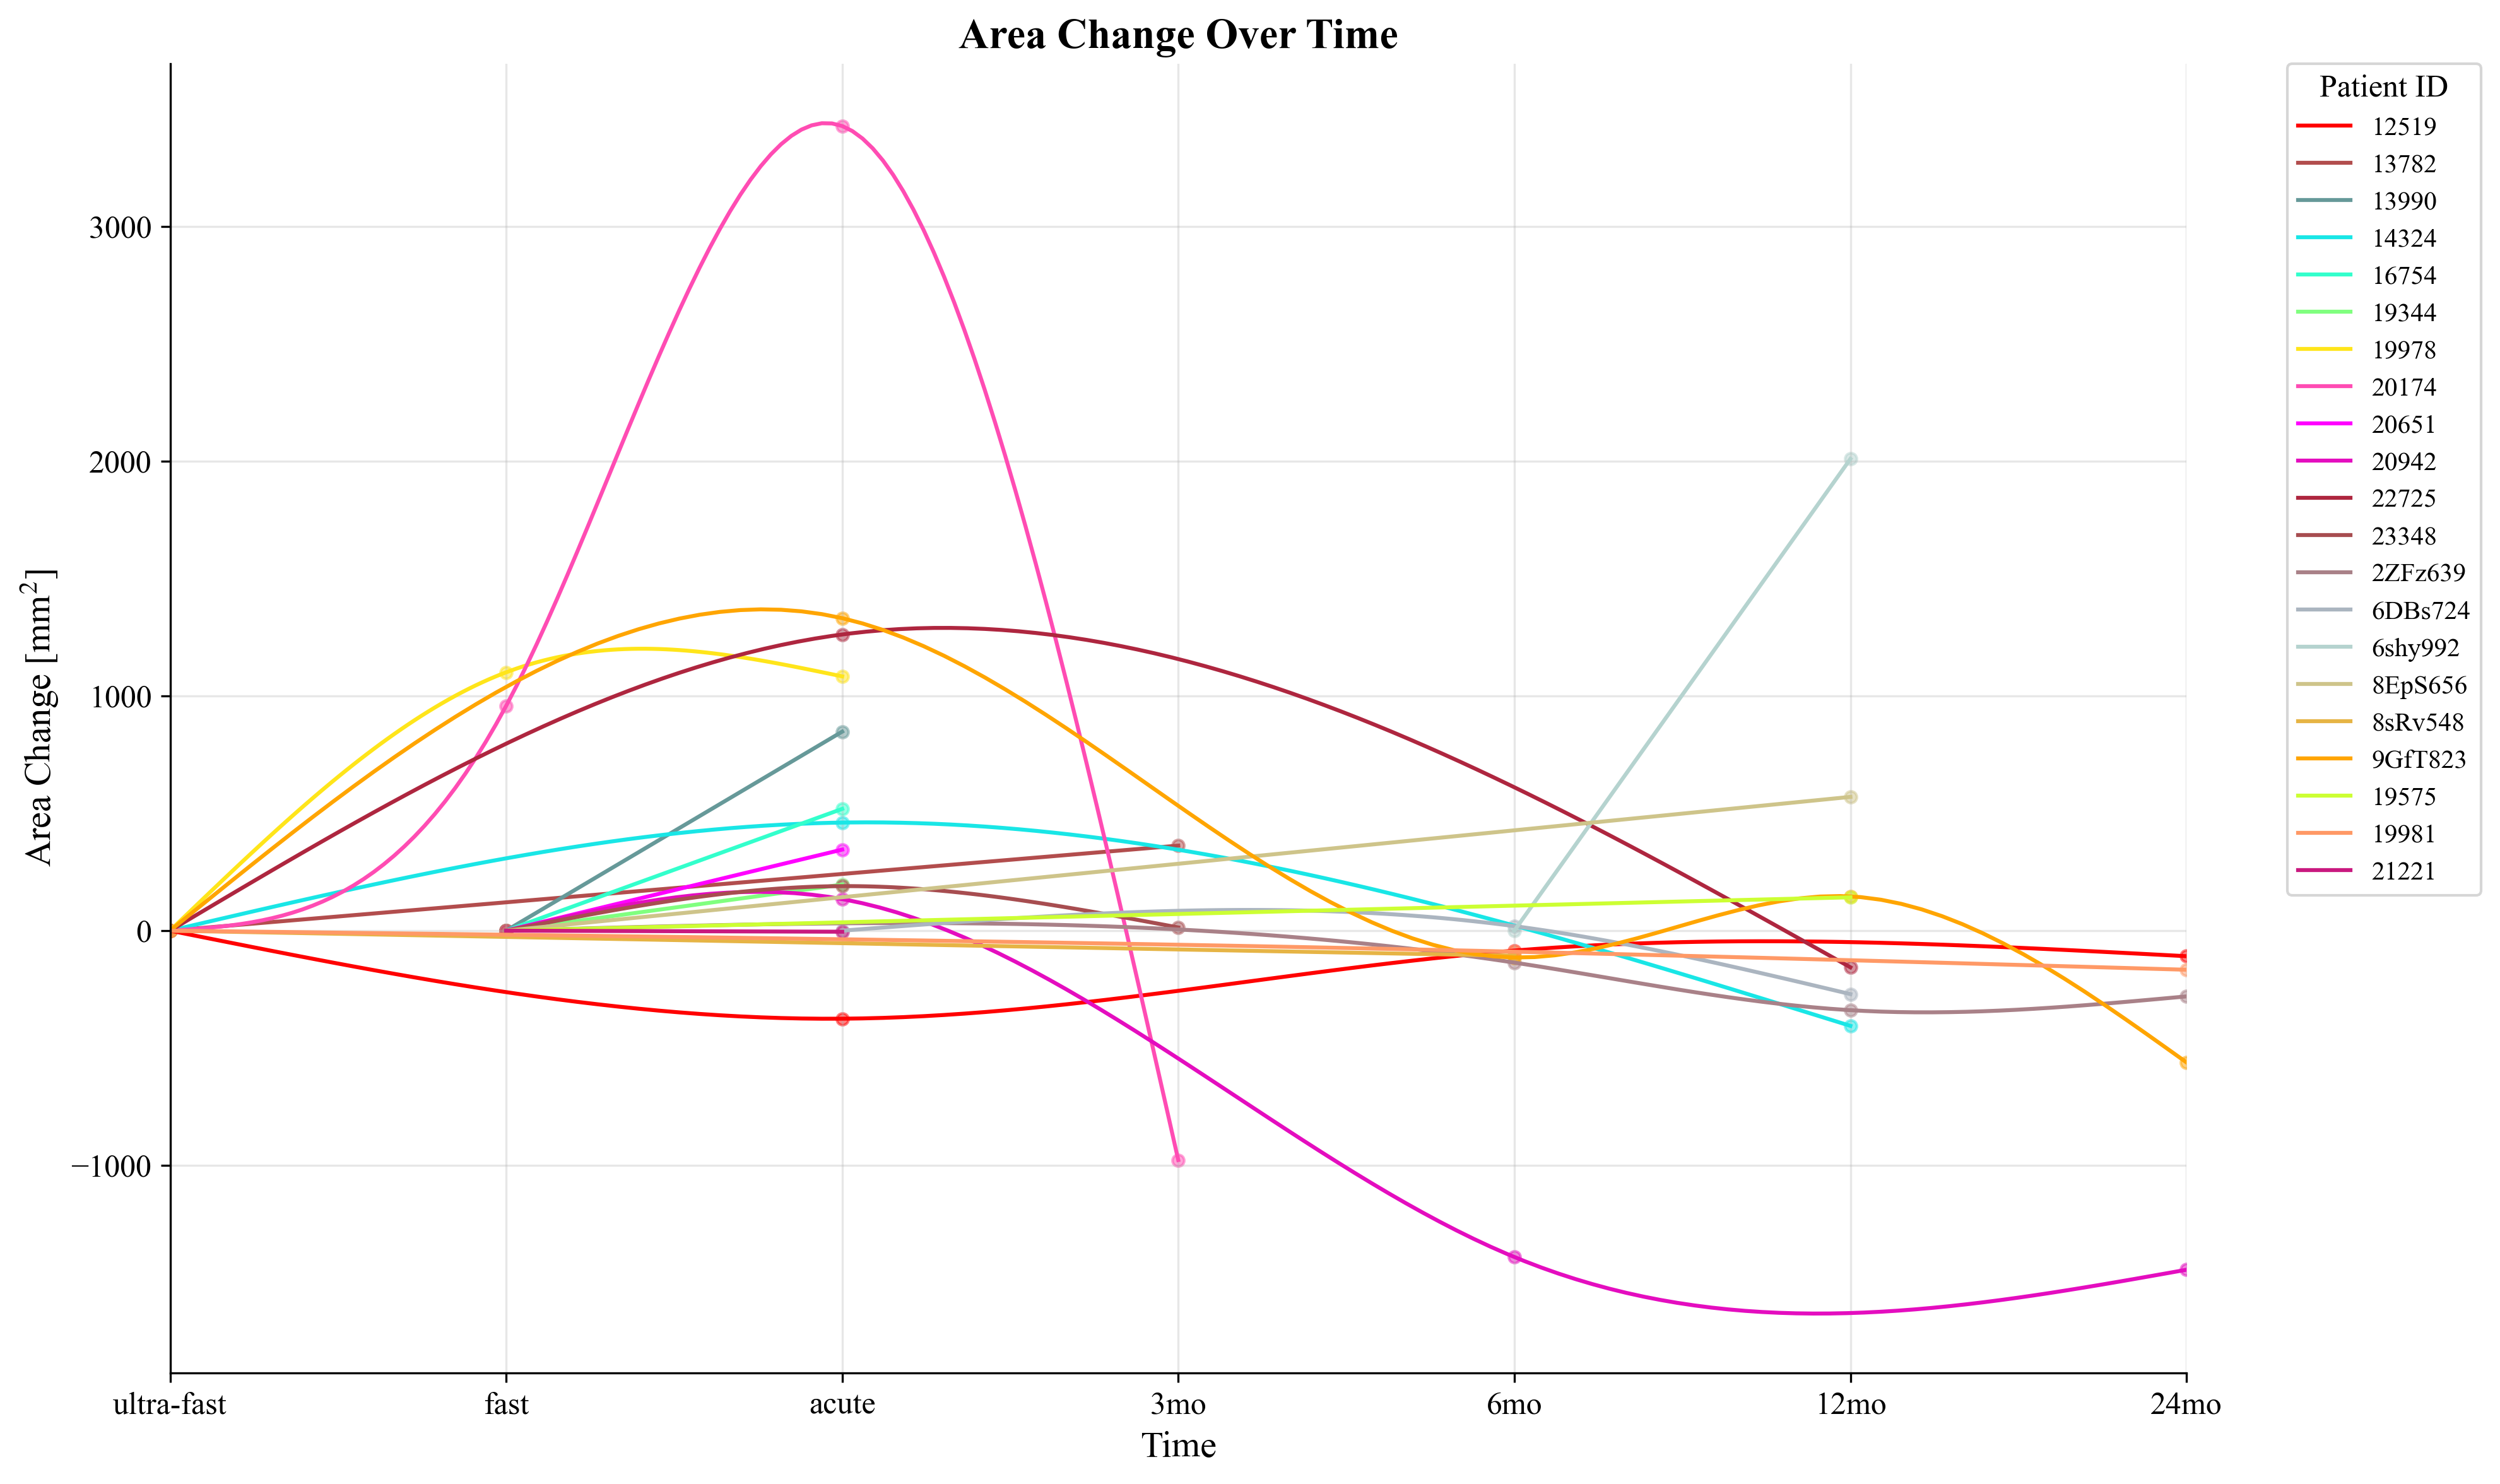 Area Change Over Time
Area Change [mm²]
3000
2000
1000
0
−1000
ultra-fast
fast
acute
3mo
6mo
12mo
24mo
Time
Patient ID
12519
13782
13990
14324
16754
19344
19978
20174
20651
20942
22725
23348
2ZFz639
6DBs724
6shy992
8EpS656
8sRv548
9GfT823
19575
19981
21221